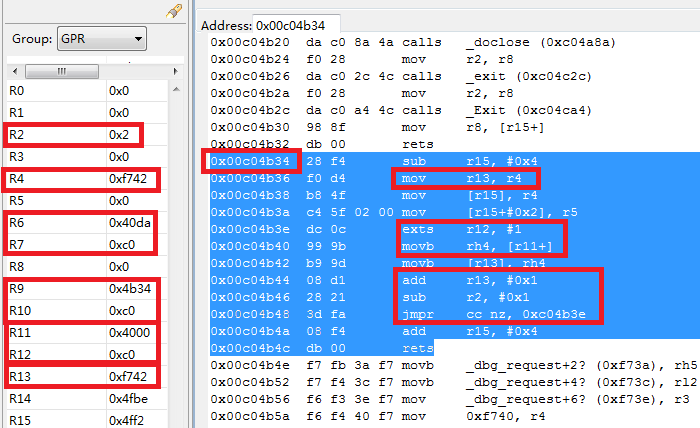 Group: GPR
R0 0x0
R1 0x0
R2 0x2
R3 0x0
R4 0xf742
R5 0x0
R6 0x40da
R7 0xc0
R8 0x0
R9 0x4b34
R10 0xc0
R11 0x4000
R12 0xc0
R13 0xf742
R14 0x4fbe
R15 0x4ff2
Address: 0x00c04b34
0x00c04b20 da c0 8a 4a calls _doclose (0xc04a8a)
0x00c04b24 f0 28 mov r2, r8
0x00c04b26 da c0 2c 4c calls _exit (0xc04c2c)
0x00c04b2a f0 28 mov r2, r8
0x00c04b2c da c0 a4 4c calls _Exit (0xc04ca4)
0x00c04b30 98 8f mov r8, [r15+]
0x00c04b32 db 00 rets
0x00c04b34 28 f4 sub r15, #0x4
0x00c04b36 f0 d4 mov r13, r4
0x00c04b38 b8 4f mov [r15], r4
0x00c04b3a c4 5f 02 00 mov [r15+#0x2], r5
0x00c04b3e dc 0c exts r12, #1
0x00c04b40 99 9b movb rh4, [r11+]
0x00c04b42 b9 9d movb [r13], rh4
0x00c04b44 08 d1 add r13, #0x1
0x00c04b46 28 21 sub r2, #0x1
0x00c04b48 3d fa jmpr cc nz, 0xc04b3e
0x00c04b4a 08 f4 add r15, #0x4
0x00c04b4c db 00 rets
0x00c04b4e f7 fb 3a f7 movb _dbg_request+2? (0xf73a), rh5
0x00c04b52 f7 f4 3c f7 movb _dbg_request+4? (0xf73c), rl2
0x00c04b56 f6 f3 3e f7 mov _dbg_request+6? (0xf73e), r3
0x00c04b5a f6 f4 40 f7 mov 0xf740, r4